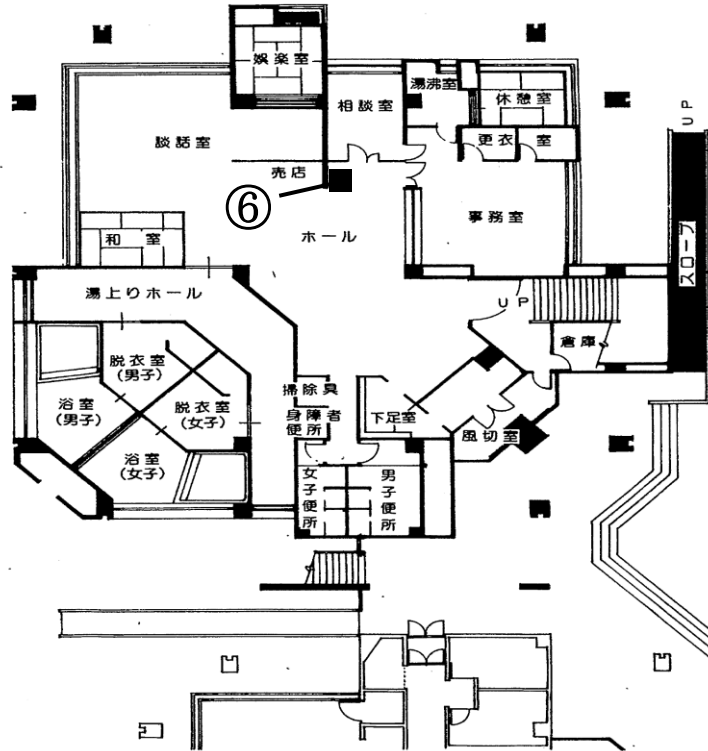 娯楽室
湯沸室
休憩室
相談室
UP
談話室
更衣室
売店
⑥
事務室
ホール
和室
スロープ
湯上りホール
UP
倉庫
脱衣室
(男子)
掃除具
浴室
(男子)
脱衣室
(女子)
身障者
便所
下足室
風切室
浴室
(女子)
女子便所
男子便所